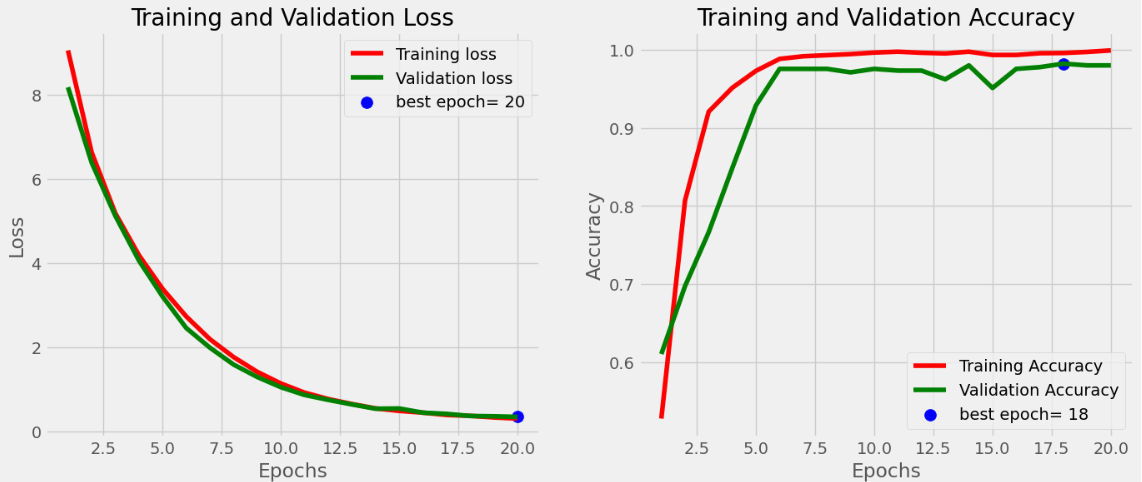 Training and Validation Loss
Training loss
Validation loss
best epoch= 20
Loss
8
6
4
2
0
2.5 5.0 7.5 10.0 12.5 15.0 17.5 20.0
Epochs
Training and Validation Accuracy
Accuracy
1.0
0.9
0.8
0.7
0.6
Training Accuracy
Validation Accuracy
best epoch= 18
2.5 5.0 7.5 10.0 12.5 15.0 17.5 20.0
Epochs